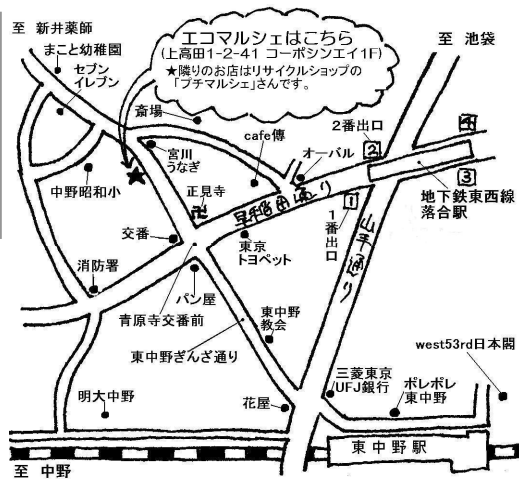 至 新井薬師
まこと幼稚園
セブン
イレブン
エコマルシェはこちら
(上高田1-2-41 コーポシンエイ1F)
★隣りのお店はリサイクルショップの
「プチマルシェ」さんです。
至 池袋
斎場
cafe傳
2番出口
オーバル
2
4
宮川
うなぎ
中野昭和小
正見寺
早稲田通り
1
3
1番出口
地下鉄東西線
落合駅
山手通り
交番
東京
トヨペット
消防署
パン屋
青原寺交番前
東中野
教会
東中野ぎんざ通り
west53rd日本閣
三菱東京
UFJ銀行
ポレポレ
東中野
明大中野
花屋
東中野駅
至 中野